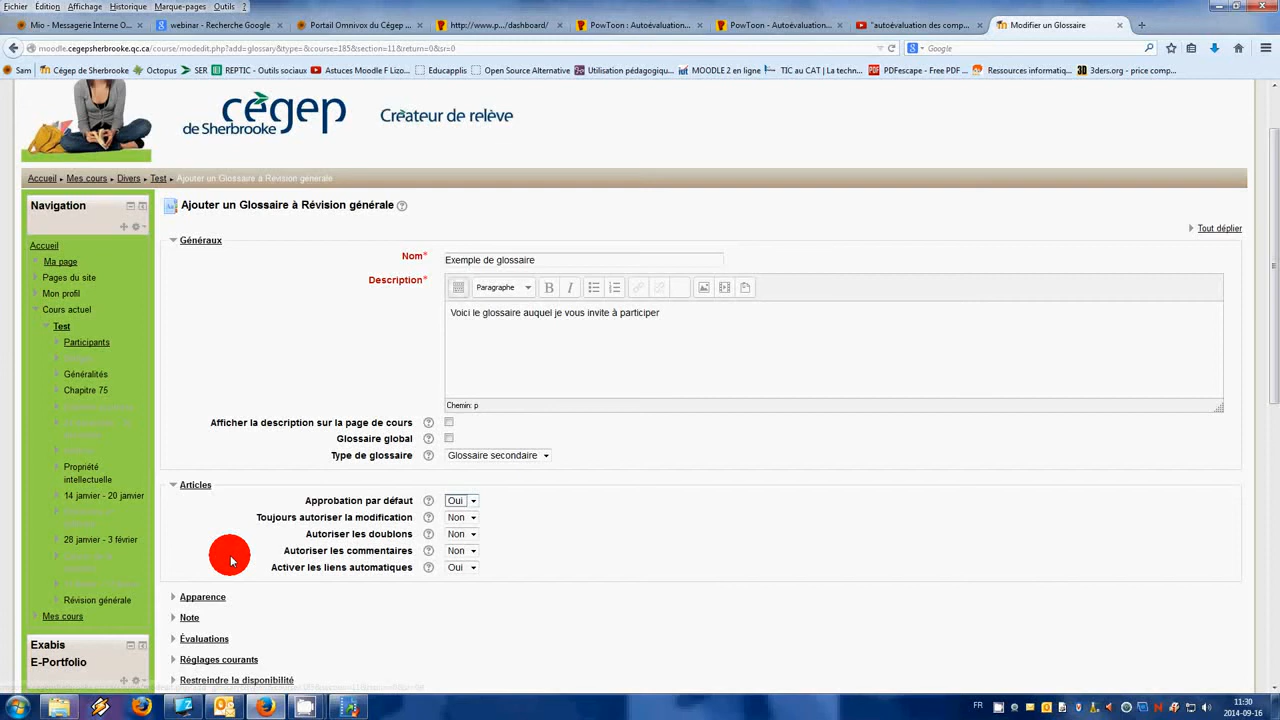 Fichier Édition Affichage Historique Marque-pages Outils ?
Mio - Messagerie Interne O...
webinar - Recherche Google
Portail Omnivox du Cégep ...
http://www.p.../dashboard/
PowToon : Autoévaluation...
PowToon - Autoévaluation...
"autoévaluation des comp...
Modifier un Glossaire
moodle.cegepsherbrooke.qc.ca/course/modedit.php?add=glossary&type=&course=185&section=11&return=0&sr=0
Google
Sam
Cégep de Sherbrooke
Octopus
SER
REPTIC - Outils sociaux
Astuces Moodle F Lizo...
Educapplis
Open Source Alternative
Utilisation pédagogiqu...
MOODLE 2 en ligne
TIC au CAT | La techn...
PDFescape - Free PDF ...
Ressources informatiq...
3ders.org - price comp...
cégep
de Sherbrooke
Créateur de relève
Accueil ▸ Mes cours ▸ Divers ▸ Test ▸ Ajouter un Glossaire à Révision générale
Navigation
Accueil
Ma page
Pages du site
Mon profil
Cours actuel
Test
Participants
Généralités
Chapitre 75
Propriété
intellectuelle
14 janvier - 20 janvier
28 janvier - 3 février
Révision générale
Mes cours
Exabis
E-Portfolio
Ajouter un Glossaire à Révision générale
Tout déplier
Généraux
Nom* Exemple de glossaire
Description*
Paragraphe B I
Voici le glossaire auquel je vous invite à participer
Chemin: p
Afficher la description sur la page de cours
Glossaire global
Type de glossaire Glossaire secondaire
Articles
Approbation par défaut Oui
Toujours autoriser la modification Non
Autoriser les doublons Non
Autoriser les commentaires Non
Activer les liens automatiques Oui
Apparence
Note
Évaluations
Réglages courants
Restreindre la disponibilité
FR
11:30
2014-09-16